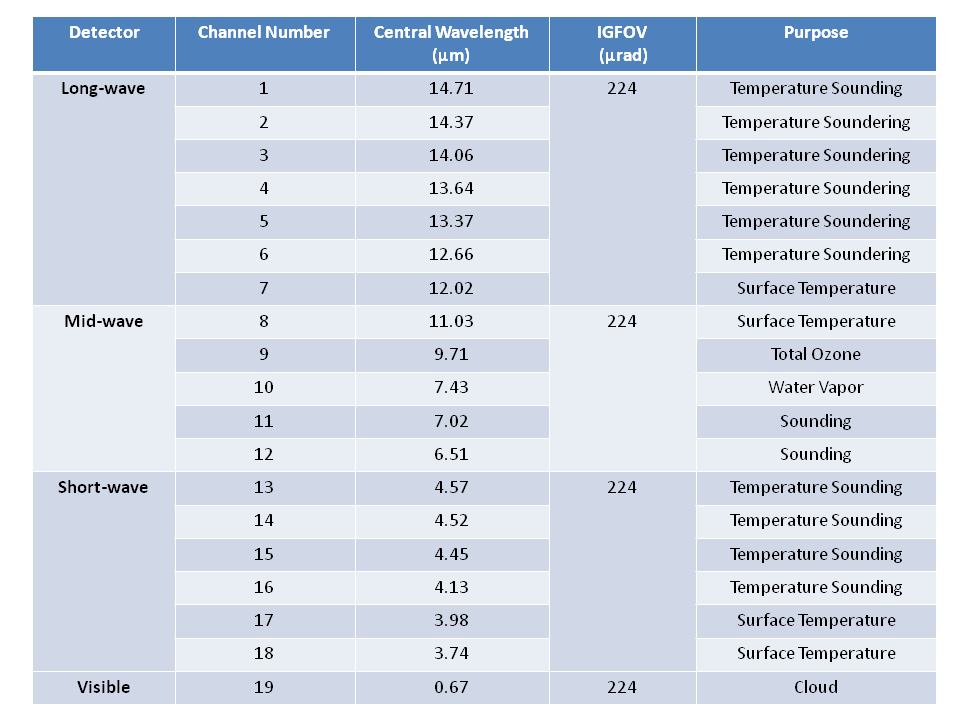 Detector Channel Number Central Wavelength (µm) IGFOV (µrad) Purpose
Long-wave 1 14.71 224 Temperature Sounding
2 14.37 Temperature Soundering
3 14.06 Temperature Soundering
4 13.64 Temperature Soundering
5 13.37 Temperature Soundering
6 12.66 Temperature Soundering
7 12.02 Surface Temperature
Mid-wave 8 11.03 224 Surface Temperature
9 9.71 Total Ozone
10 7.43 Water Vapor
11 7.02 Sounding
12 6.51 Sounding
Short-wave 13 4.57 224 Temperature Sounding
14 4.52 Temperature Sounding
15 4.45 Temperature Sounding
16 4.13 Temperature Sounding
17 3.98 Surface Temperature
18 3.74 Surface Temperature
Visible 19 0.67 224 Cloud